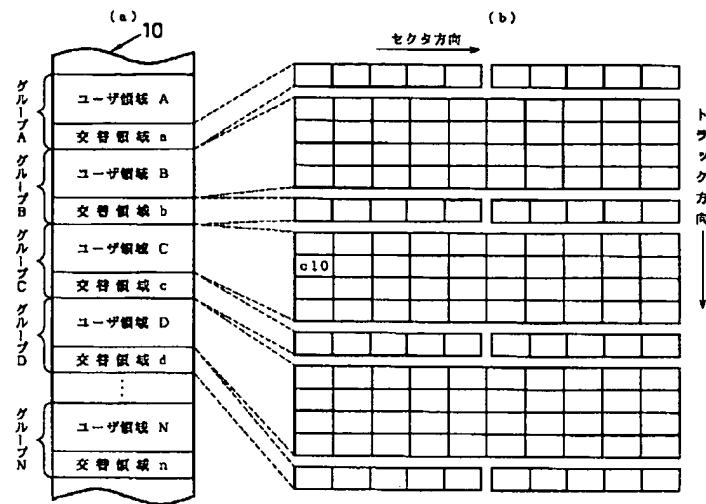 (a)
10
グループA
ユーザ領域 A
交替領域 a
グループB
ユーザ領域 B
交替領域 b
グループC
ユーザ領域 C
交替領域 c
グループD
ユーザ領域 D
交替領域 d
グループN
ユーザ領域 N
交替領域 n
(b)
セクタ方向
トラック方向
c10